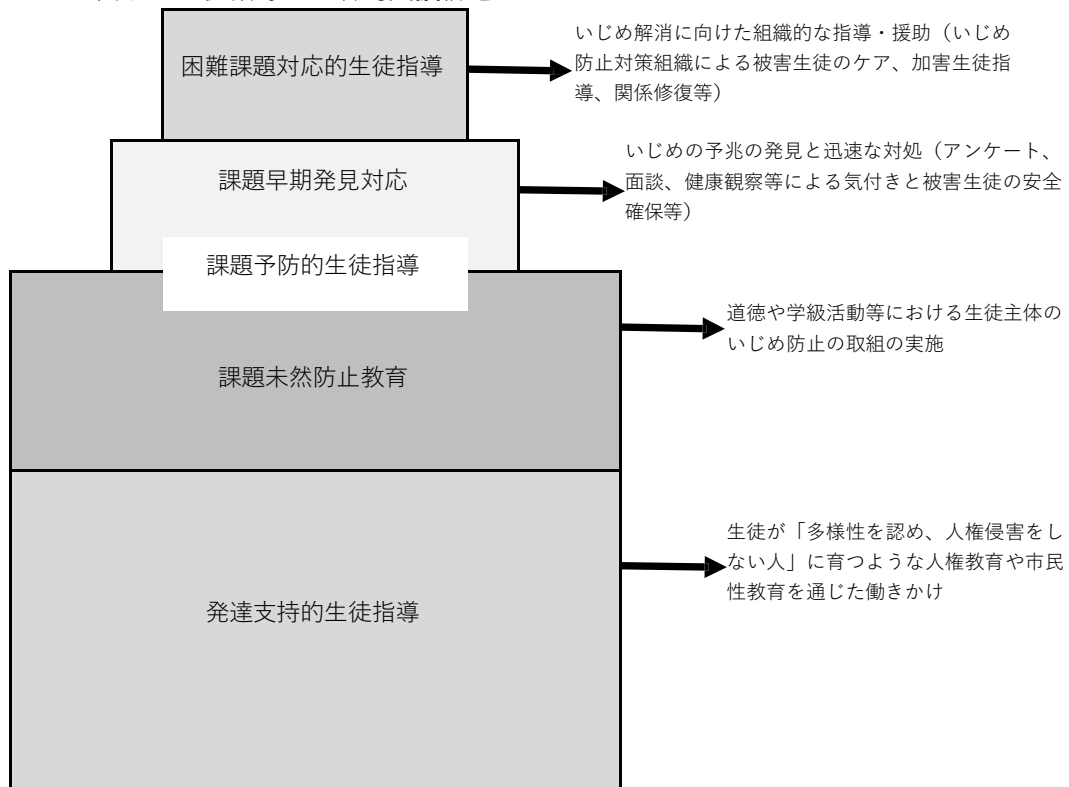 困難課題対応的生徒指導
いじめ解消に向けた組織的な指導・援助（いじめ
防止対策組織による被害生徒のケア、加害生徒指
導、関係修復等）
課題早期発見対応
いじめの予兆の発見と迅速な対処（アンケート、
面談、健康観察等による気付きと被害生徒の安全
確保等）
課題予防的生徒指導
道徳や学級活動等における生徒主体の
いじめ防止の取組の実施
課題未然防止教育
生徒が「多様性を認め、人権侵害をし
ない人」に育つような人権教育や市民
性教育を通じた働きかけ
発達支持的生徒指導